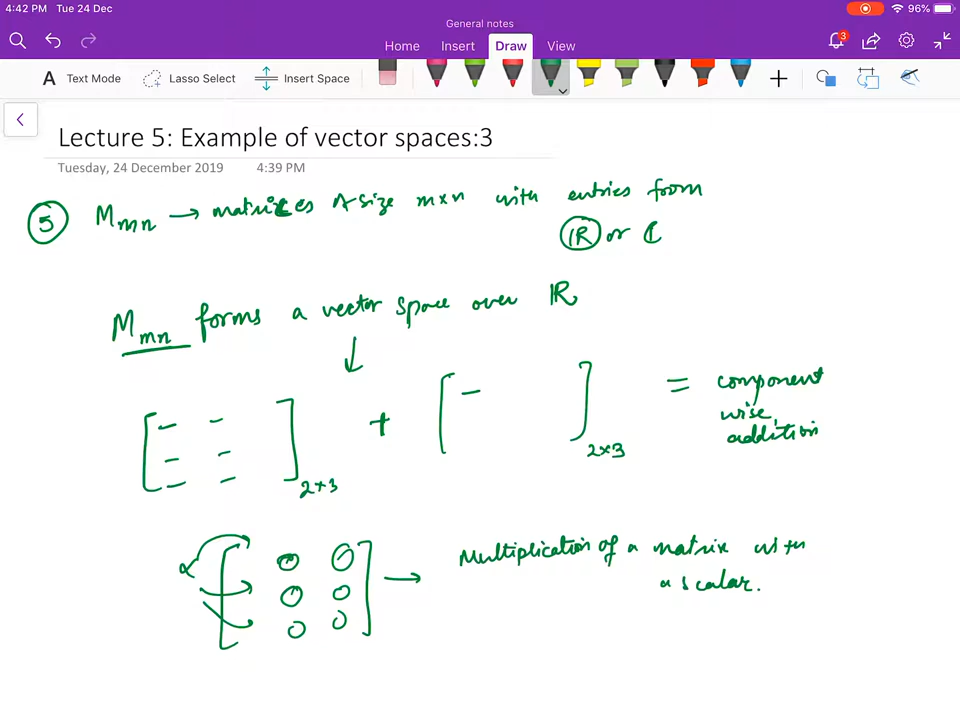 4:42 PM Tue 24 Dec
96%
General notes
Home Insert Draw View
3
Text Mode Lasso Select Insert Space
Lecture 5: Example of vector spaces:3
Tuesday, 24 December 2019 4:39 PM
5 Mmn → matrices of size m×n with entries from
IR or ℂ
Mmn forms a vector space over IR
↓
[ ]2×3 + [ ]2×3 = component
wise
addition
α [ ] → Multiplication of a matrix with
a scalar.